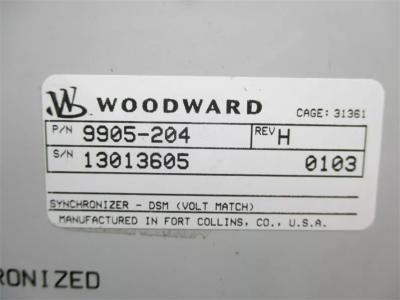 WOODWARD CAGE: 31361
P/N 9905-204 REV H
S/N 13013605 0103
SYNCHRONIZER - DSM (VOLT MATCH)
MANUFACTURED IN FORT COLLINS, CO., U.S.A.
RONIZED